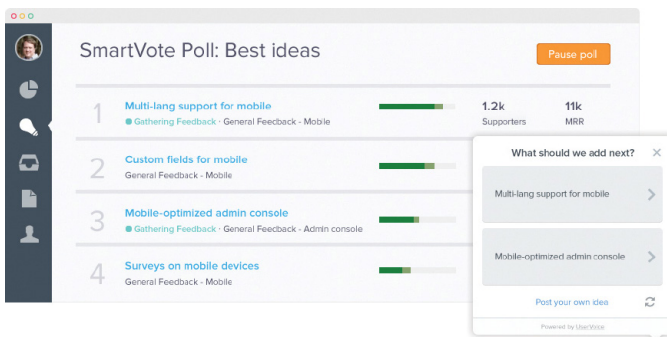 SmartVote Poll: Best ideas
Pause poll
1
Multi-lang support for mobile
Gathering Feedback · General Feedback - Mobile
1.2k
Supporters
11k
MRR
2
Custom fields for mobile
General Feedback - Mobile
3
Mobile-optimized admin console
Gathering Feedback · General Feedback - Admin console
4
Surveys on mobile devices
General Feedback - Mobile
What should we add next?
Multi-lang support for mobile
Mobile-optimized admin console
Post your own idea
Powered by UserVoice